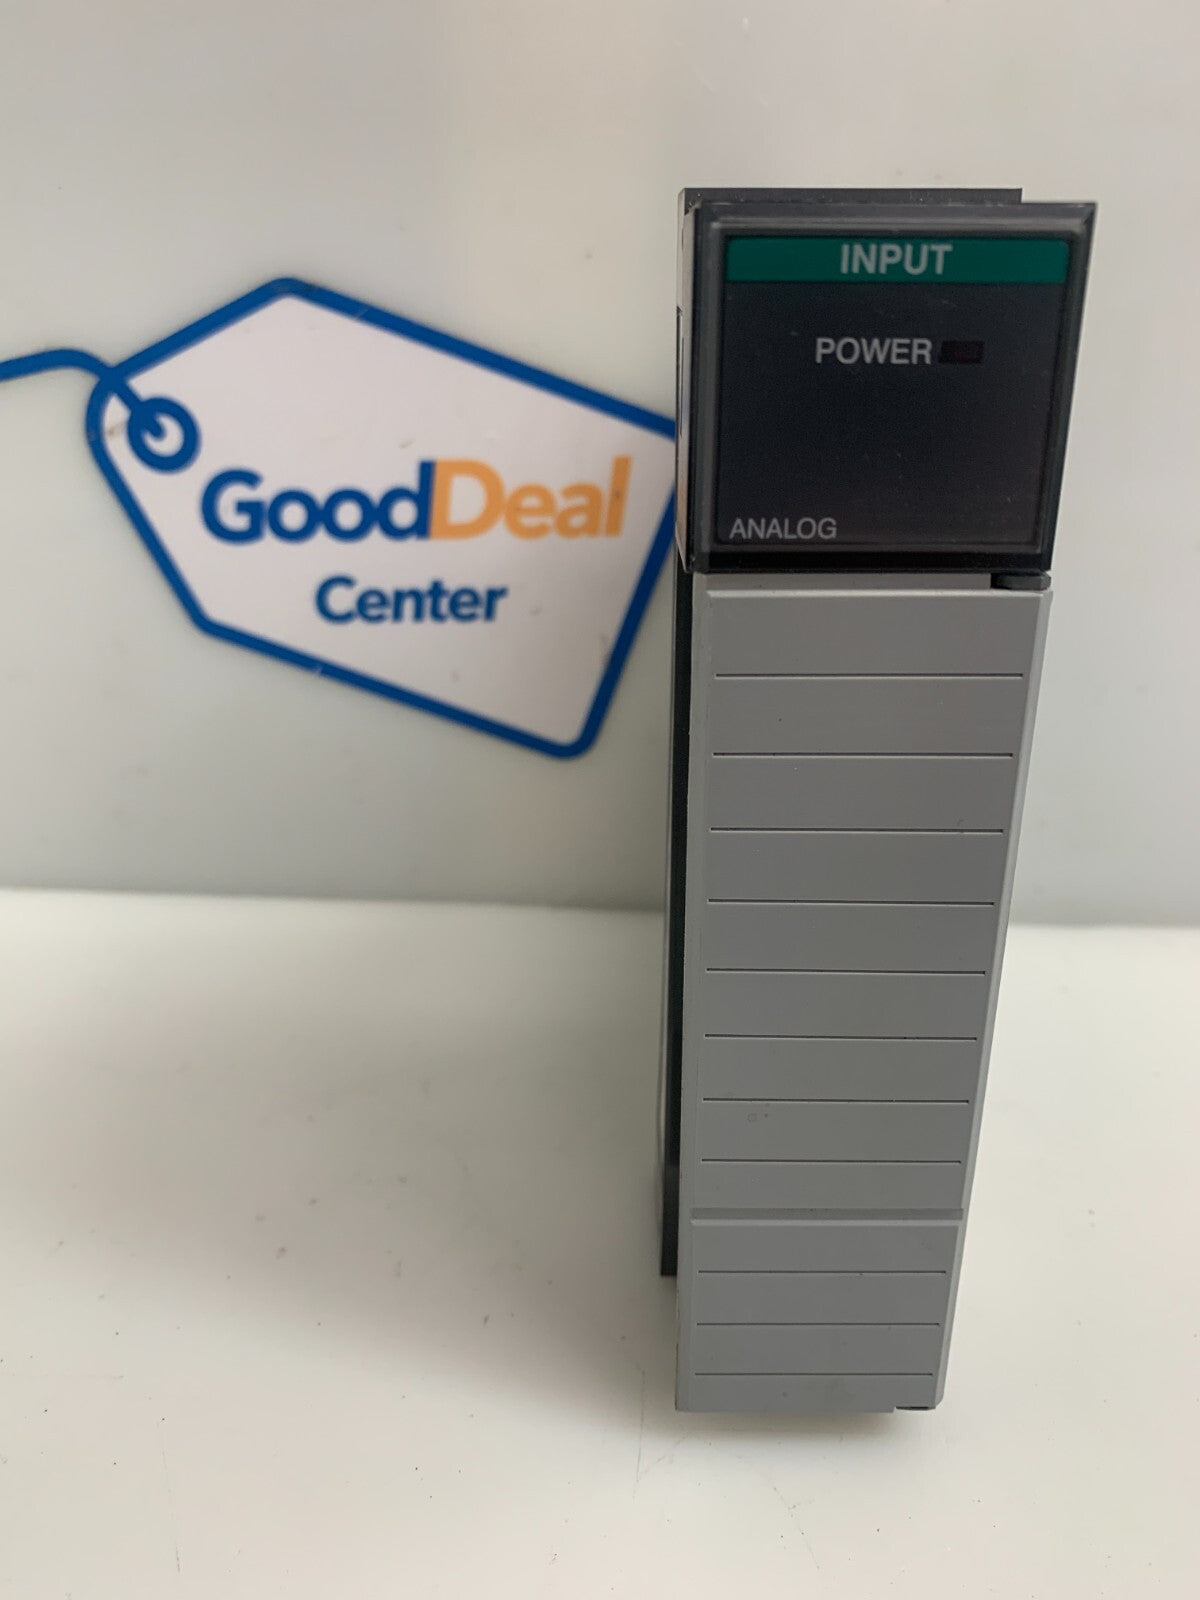 GoodDeal
Center
INPUT
POWER
ANALOG